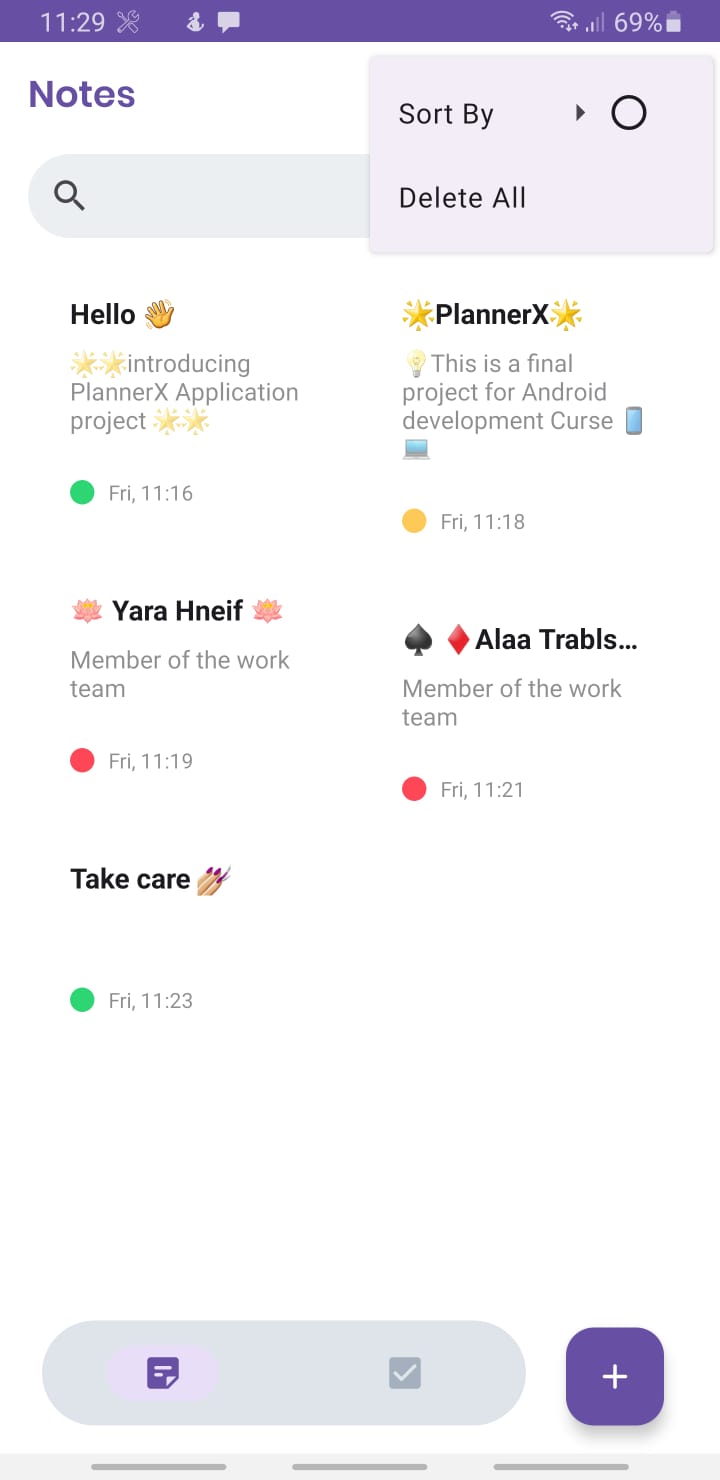 11:29
69%
Notes
Sort By
Delete All
Hello 👋
🌟🌟introducing
PlannerX Application
project 🌟🌟
Fri, 11:16
🌟PlannerX🌟
💡This is a final
project for Android
development Curse 📱
💻
Fri, 11:18
🪷 Yara Hneif 🪷
Member of the work
team
Fri, 11:19
♠️ ♦️Alaa Trabls...
Member of the work
team
Fri, 11:21
Take care 💅🏼
Fri, 11:23